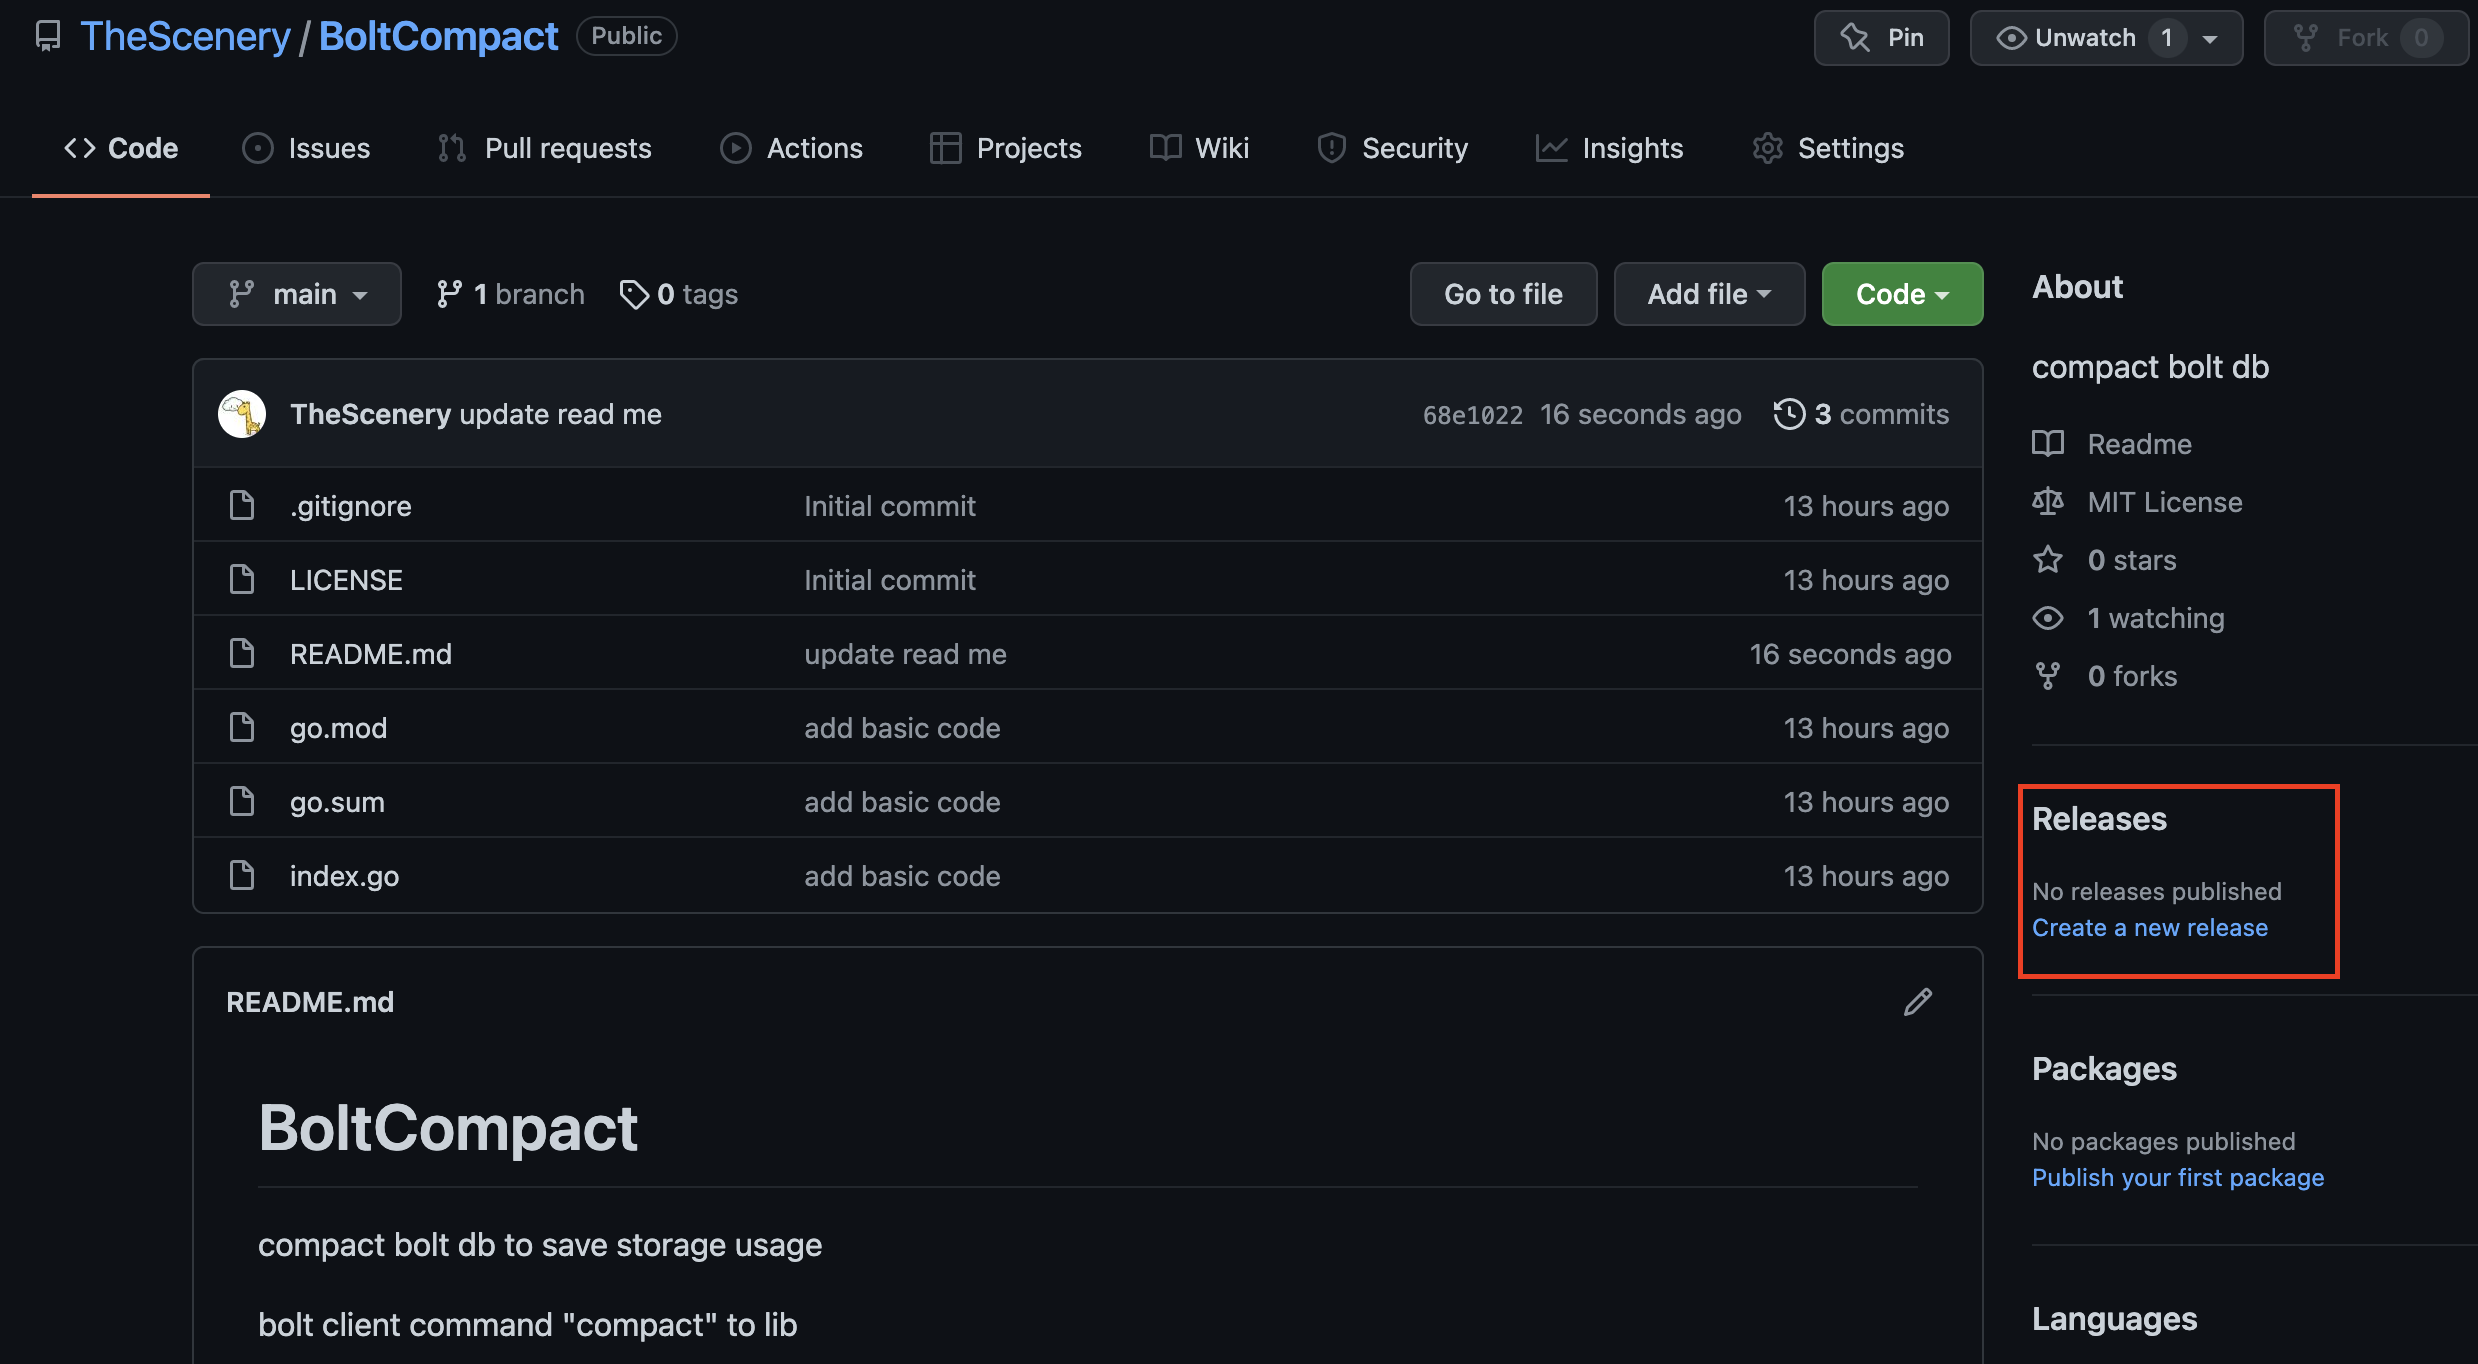 TheScenery / BoltCompact Public Pin Unwatch 1 Fork 0
Code Issues Pull requests Actions Projects Wiki Security Insights Settings
main 1 branch 0 tags Go to file Add file Code
TheScenery update read me 68e1022 16 seconds ago 3 commits
.gitignore Initial commit 13 hours ago
LICENSE Initial commit 13 hours ago
README.md update read me 16 seconds ago
go.mod add basic code 13 hours ago
go.sum add basic code 13 hours ago
index.go add basic code 13 hours ago
README.md
BoltCompact
compact bolt db to save storage usage
bolt client command "compact" to lib
About
compact bolt db
Readme
MIT License
0 stars
1 watching
0 forks
Releases
No releases published
Create a new release
Packages
No packages published
Publish your first package
Languages